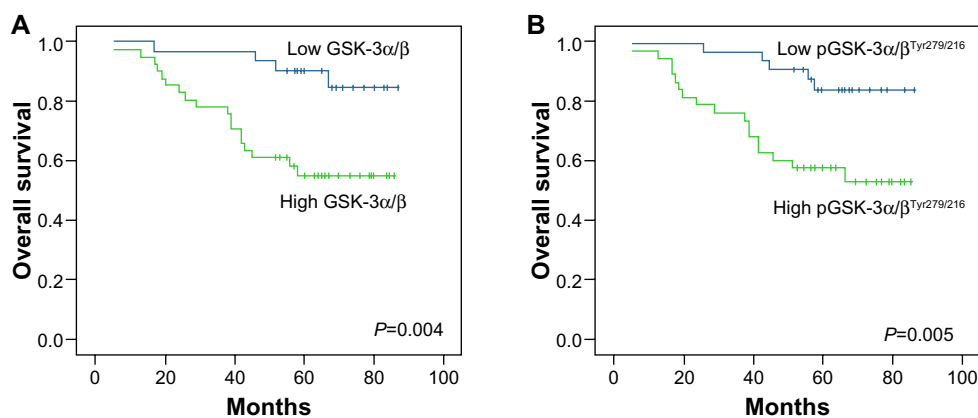 A
Overall survival
1.0
0.8
0.6
0.4
0.2
0.0
Low GSK-3α/β
High GSK-3α/β
P=0.004
0 20 40 60 80 100
Months
B
Overall survival
1.0
0.8
0.6
0.4
0.2
0.0
Low pGSK-3α/βTyr279/216
High pGSK-3α/βTyr279/216
P=0.005
0 20 40 60 80 100
Months